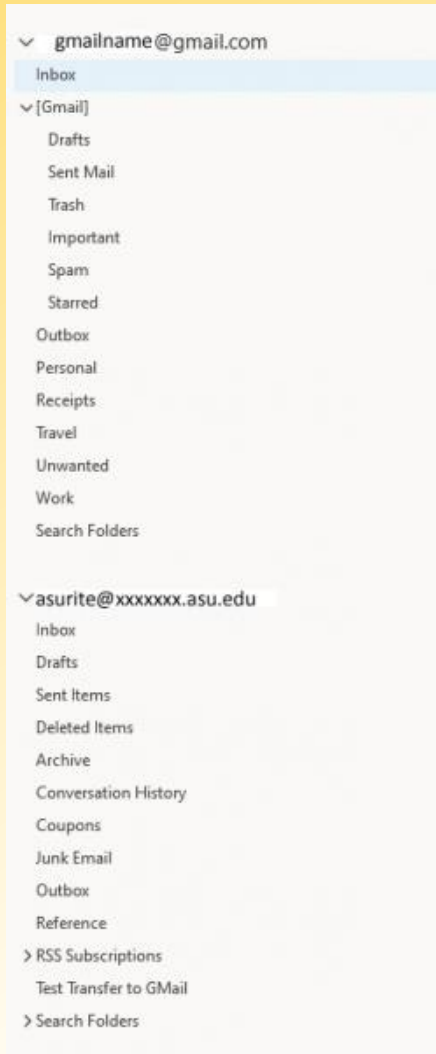 gmailname@gmail.com
Inbox
[Gmail]
Drafts
Sent Mail
Trash
Important
Spam
Starred
Outbox
Personal
Receipts
Travel
Unwanted
Work
Search Folders
asurite@xxxxxxx.asu.edu
Inbox
Drafts
Sent Items
Deleted Items
Archive
Conversation History
Coupons
Junk Email
Outbox
Reference
RSS Subscriptions
Test Transfer to GMail
Search Folders